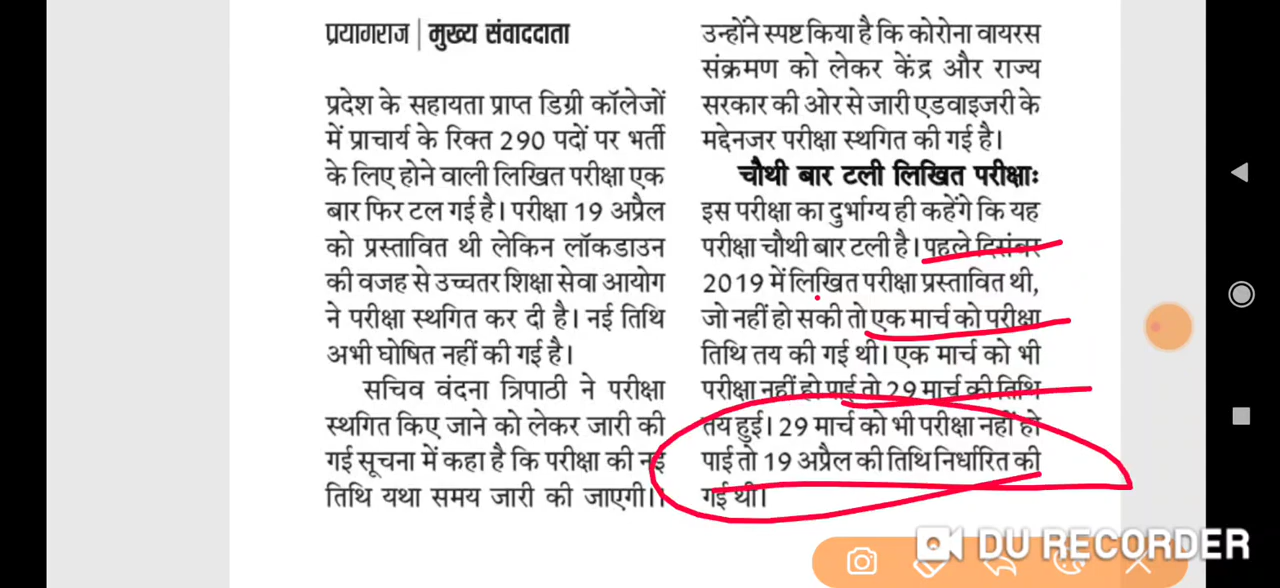 प्रयागराज | मुख्य संवाददाता
प्रदेश के सहायता प्राप्त डिग्री कॉलेजों
में प्राचार्य के रिक्त 290 पदों पर भर्ती
के लिए होने वाली लिखित परीक्षा एक
बार फिर टल गई है। परीक्षा 19 अप्रैल
को प्रस्तावित थी लेकिन लॉकडाउन
की वजह से उच्चतर शिक्षा सेवा आयोग
ने परीक्षा स्थगित कर दी है। नई तिथि
अभी घोषित नहीं की गई है।
सचिव वंदना त्रिपाठी ने परीक्षा
स्थगित किए जाने को लेकर जारी की
गई सूचना में कहा है कि परीक्षा की नई
तिथि यथा समय जारी की जाएगी।।
उन्होंने स्पष्ट किया है कि कोरोना वायरस
संक्रमण को लेकर केंद्र और राज्य
सरकार की ओर से जारी एडवाइजरी के
मद्देनजर परीक्षा स्थगित की गई है।
चौथी बार टली लिखित परीक्षाः
इस परीक्षा का दुर्भाग्य ही कहेंगे कि यह
परीक्षा चौथी बार टली है। पहले दिसंबर
2019 में लिखित परीक्षा प्रस्तावित थी,
जो नहीं हो सकी तो एक मार्च को परीक्षा
तिथि तय की गई थी। एक मार्च को भी
परीक्षा नहीं हो पाई तो 29 मार्च की तिथि
तय हुई। 29 मार्च को भी परीक्षा नहीं हो
पाई तो 19 अप्रैल की तिथि निर्धारित की
गई थी।
DU RECORDER